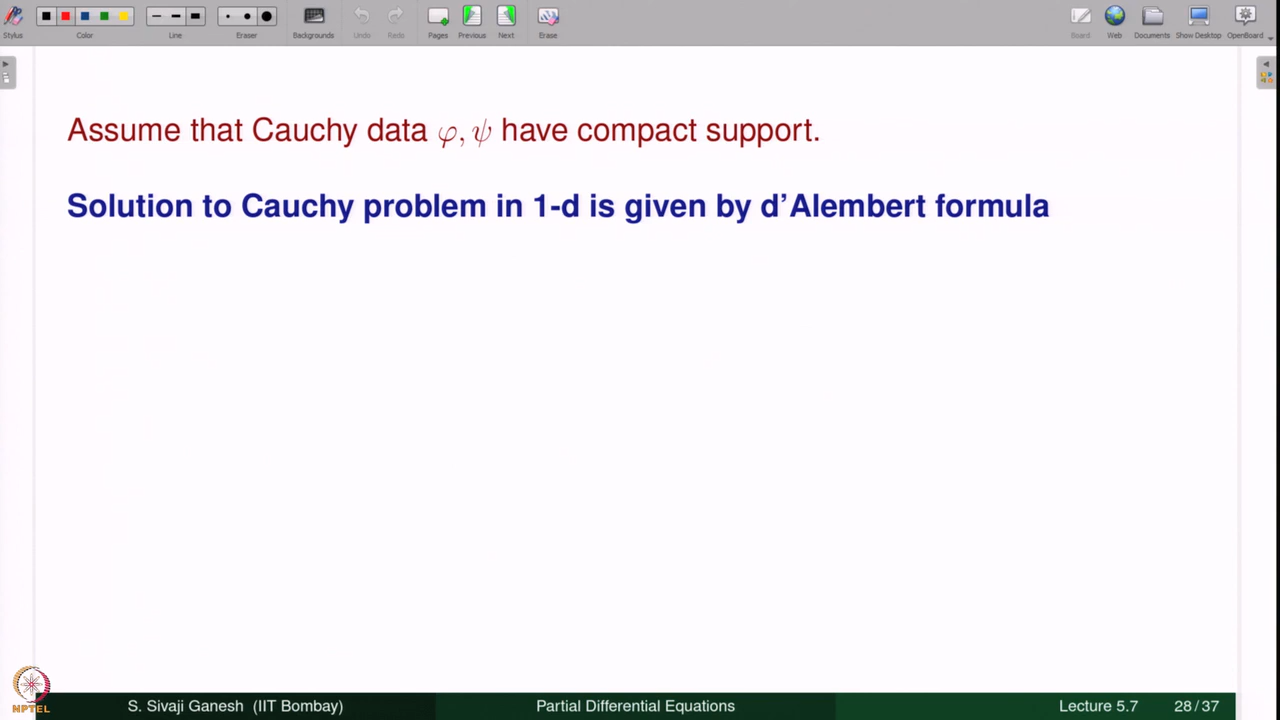 Stylus
Color
Line
Eraser
Backgrounds
Undo
Redo
Pages
Previous
Next
Erase
Board
Web
Documents
Show Desktop
OpenBoard
Assume that Cauchy data φ, ψ have compact support.
Solution to Cauchy problem in 1-d is given by d’Alembert formula
NPTEL
S. Sivaji Ganesh (IIT Bombay)
Partial Differential Equations
Lecture 5.7
28/37